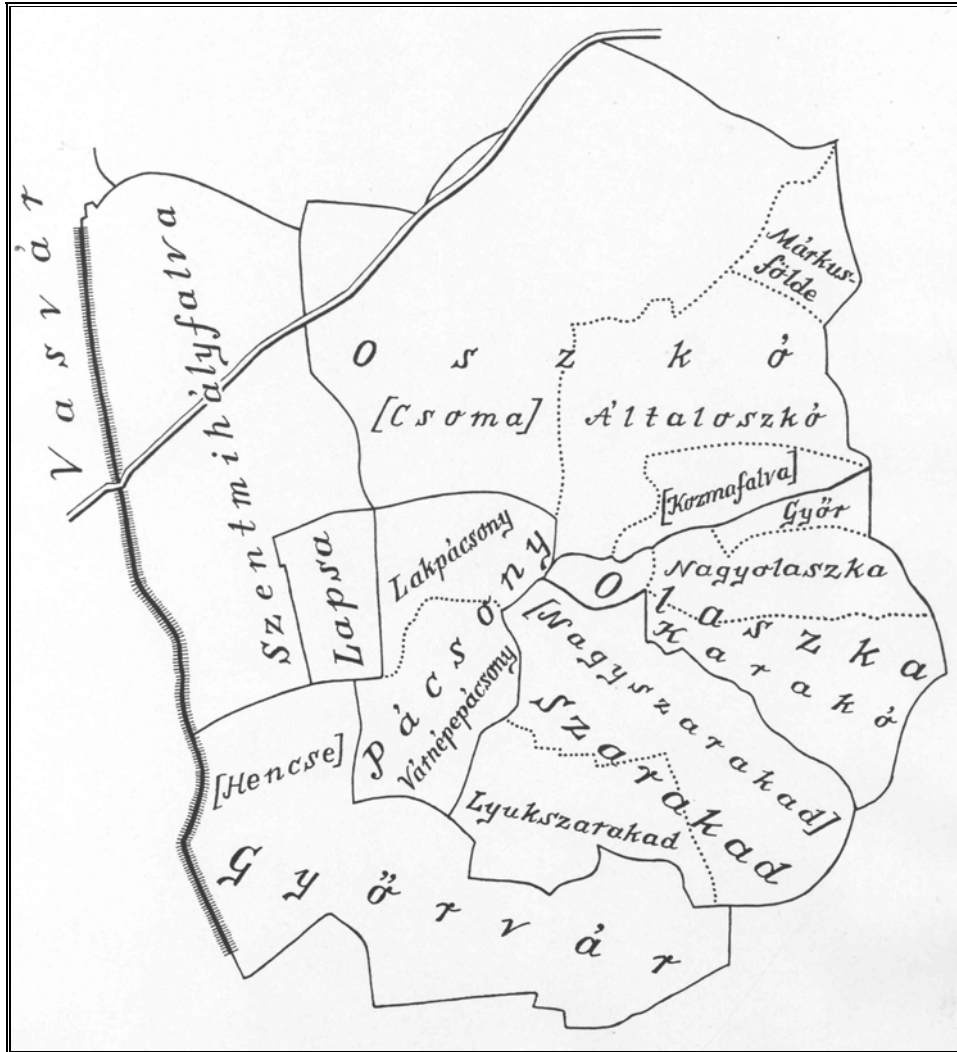 Vasvár
Szentmihályfalva
Márkus-
földe
Oszkó
[Csoma]
Általoszkó
[Kozmafalva]
Győr
Nagyolaszka
Olaszka
Karakó
Lapsa
Lakpácsony
Pácsony
Vátnépepácsony
[Nagyszarakad]
Szarakad
Lyukszarakad
[Hencse]
Győrvár